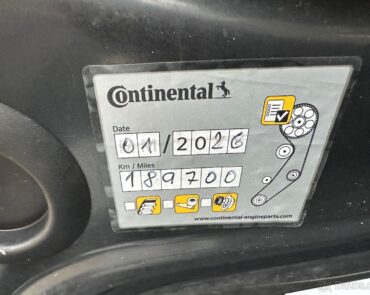 Continental
Date
01/2026
Km / Miles
189700
www.continental-engineparts.com